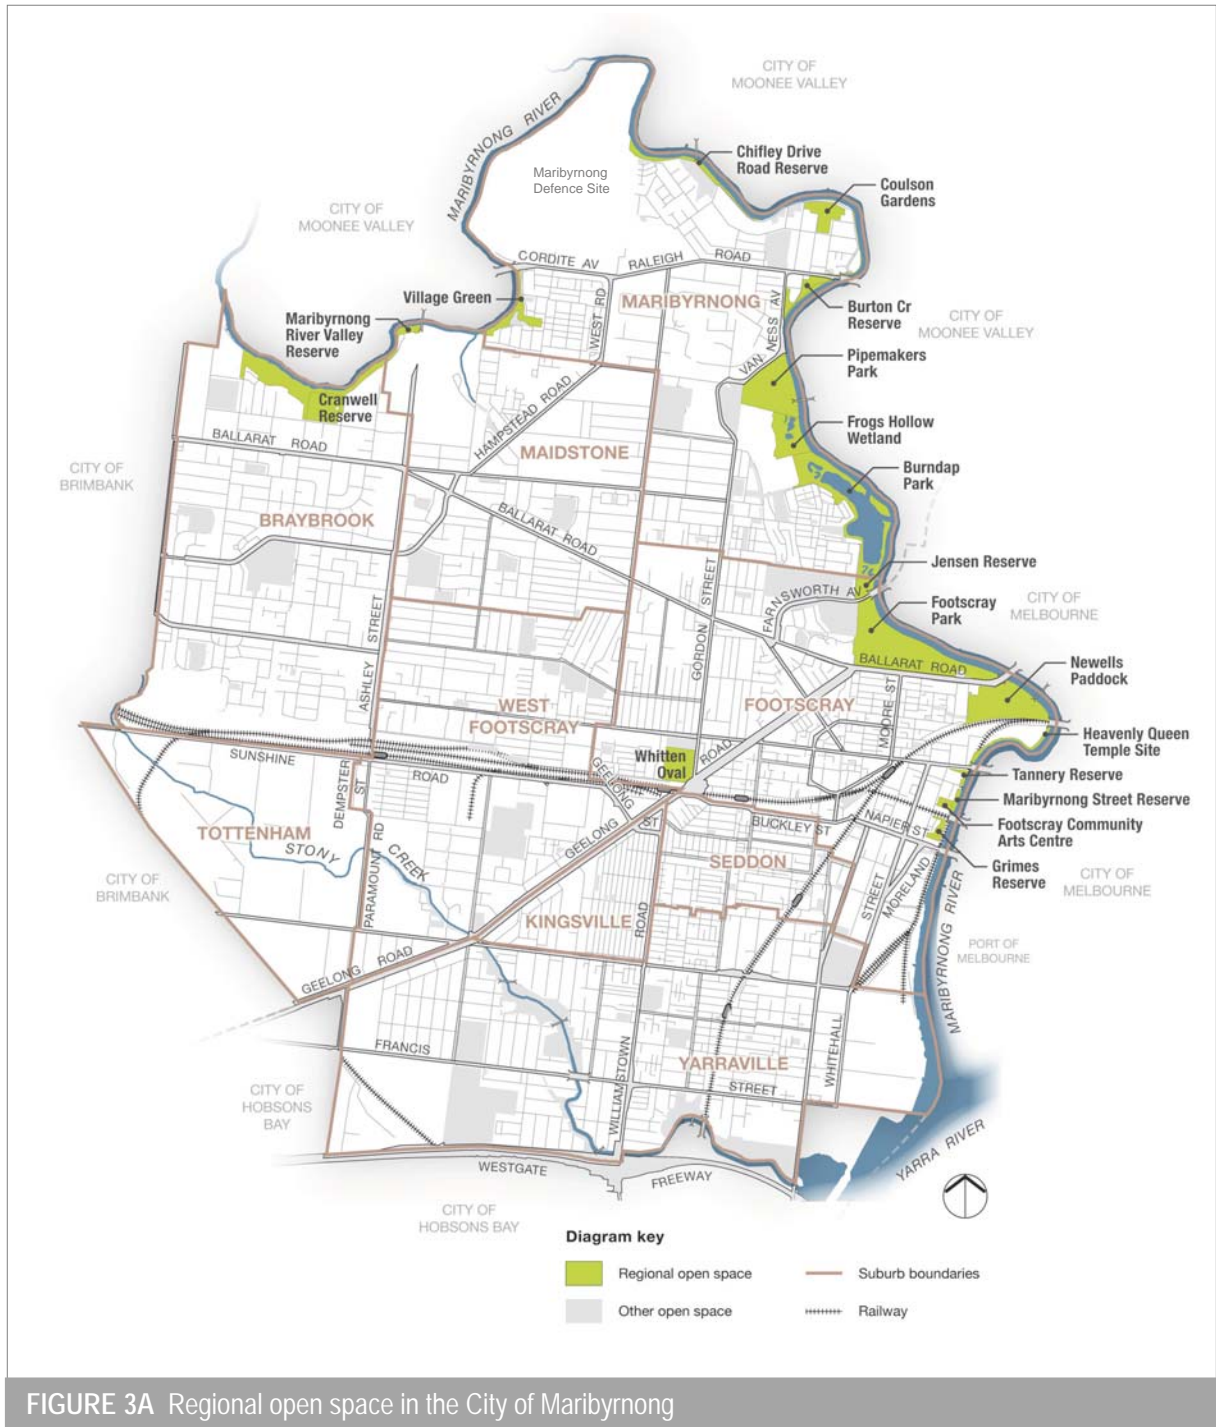 CITY OF
MOONEE VALLEY
MARIBYRNONG RIVER
Maribyrnong
Defence Site
Chifley Drive
Road Reserve
Coulson
Gardens
CITY OF
MOONEE VALLEY
CORDITE AV
RALEIGH
ROAD
Village Green
WEST RD
MARIBYRNONG
VAN NESS AV
Burton Cr
Reserve
CITY OF
MOONEE VALLEY
Maribyrnong
River Valley
Reserve
Pipemakers
Park
Cranwell
Reserve
HAMPSTEAD ROAD
Frogs Hollow
Wetland
BALLARAT ROAD
MAIDSTONE
CITY OF
BRIMBANK
Burndap
Park
BRAYBROOK
BALLARAT ROAD
Jensen Reserve
STREET
FARNSWORTH AV
Footscray
Park
CITY OF
MELBOURNE
STREET
GORDON
BALLARAT ROAD
Newells
Paddock
ASHLEY
WEST
FOOTSCRAY
FOOTSCRAY
MOORE ST
Heavenly Queen
Temple Site
Whitten
Oval
ROAD
SUNSHINE
ROAD
GEELONG
ST
Tannery Reserve
Maribyrnong Street Reserve
DEMPSTER
ST
TOTTENHAM
STONY
CREEK
GEELONG
BUCKLEY ST
NAPIER ST
Footscray Community
Arts Centre
SEDDON
Grimes
Reserve
CITY OF
BRIMBANK
PARAMOUNT RD
STREET
MORELAND
CITY OF
MELBOURNE
KINGSVILLE
ROAD
MARIBYRNONG RIVER
PORT OF
MELBOURNE
GEELONG ROAD
FRANCIS
YARRAVILLE
STREET
WHITEHALL
WILLIAMSTOWN
CITY OF
HOBSONS
BAY
WESTGATE
FREEWAY
YARRA RIVER
CITY OF
HOBSONS BAY
Diagram key
Regional open space
Suburb boundaries
Other open space
Railway
FIGURE 3A Regional open space in the City of Maribyrnong